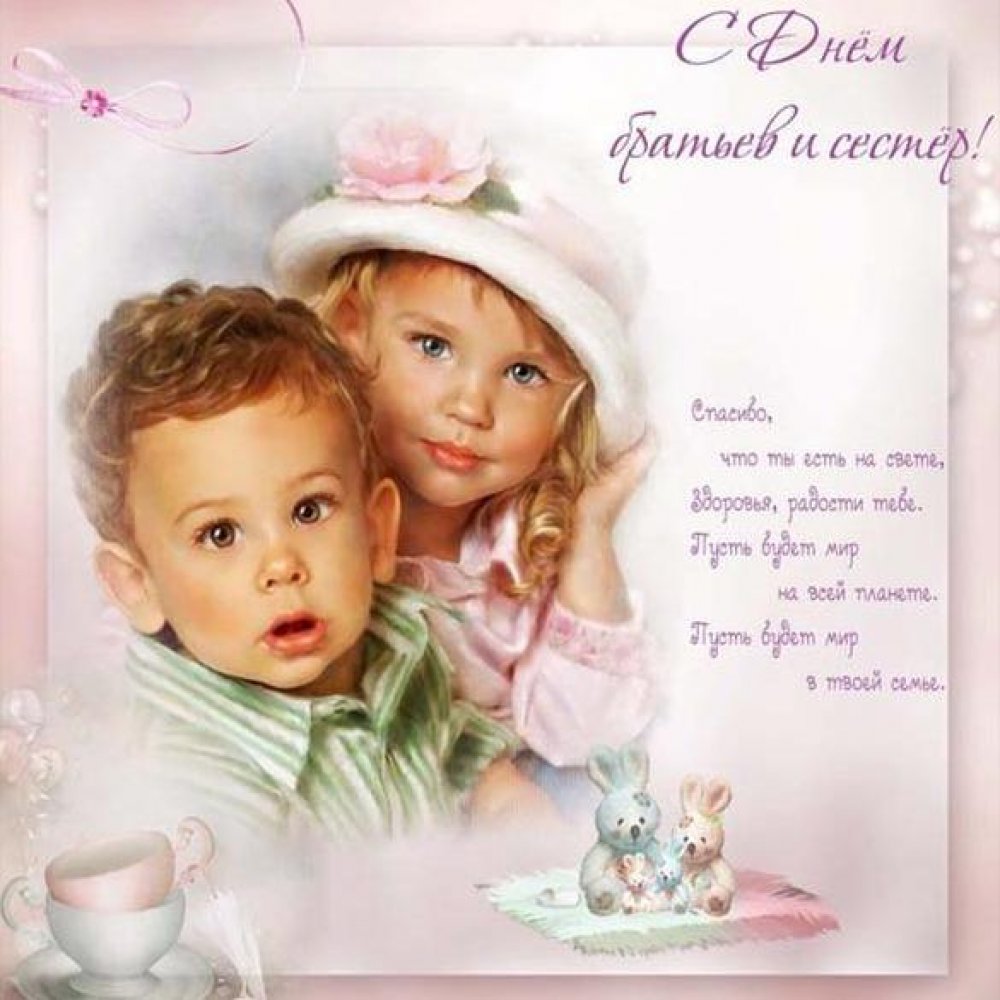 С Днём
братьев и сестёр!
Спасибо,
что ты есть на свете,
Здоровья, радости тебе.
Пусть будет мир
на всей планете.
Пусть будет мир
в твоей семье.